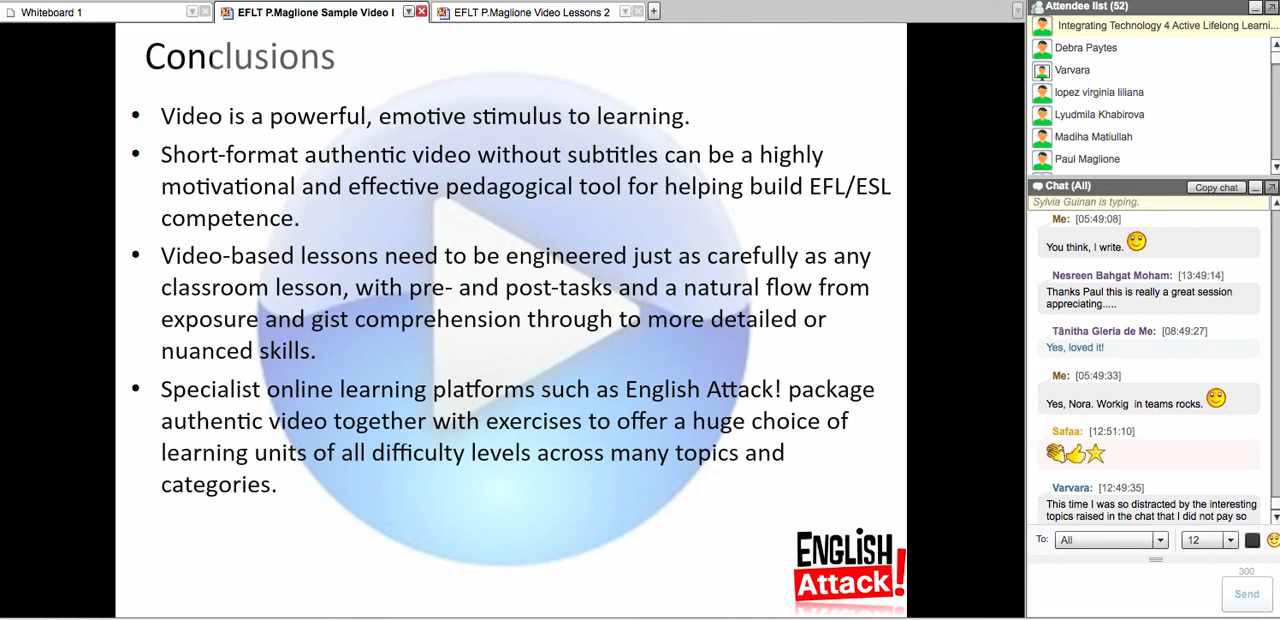 Whiteboard 1
EFLT P.Maglione Sample Video l
EFLT P.Maglione Video Lessons 2
Conclusions
• Video is a powerful, emotive stimulus to learning.
• Short-format authentic video without subtitles can be a highly
motivational and effective pedagogical tool for helping build EFL/ESL
competence.
• Video-based lessons need to be engineered just as carefully as any
classroom lesson, with pre- and post-tasks and a natural flow from
exposure and gist comprehension through to more detailed or
nuanced skills.
• Specialist online learning platforms such as English Attack! package
authentic video together with exercises to offer a huge choice of
learning units of all difficulty levels across many topics and
categories.
ENGLISH
Attack!
Attendee list (52)
Integrating Technology 4 Active Lifelong Learni...
Debra Paytes
Varvara
lopez virginia liliana
Lyudmila Khabirova
Madiha Matiullah
Paul Maglione
Chat (All)
Copy chat
Sylvia Guinan is typing.
Me: [05:49:08]
You think, I write.
Nesreen Bahgat Moham: [13:49:14]
Thanks Paul this is really a great session
appreciating.....
Tânitha Gleria de Me: [08:49:27]
Yes, loved it!
Me: [05:49:33]
Yes, Nora. Workig in teams rocks.
Safaa: [12:51:10]
Varvara: [12:49:35]
This time I was so distracted by the interesting
topics raised in the chat that I did not pay so
To: All 12
300
Send